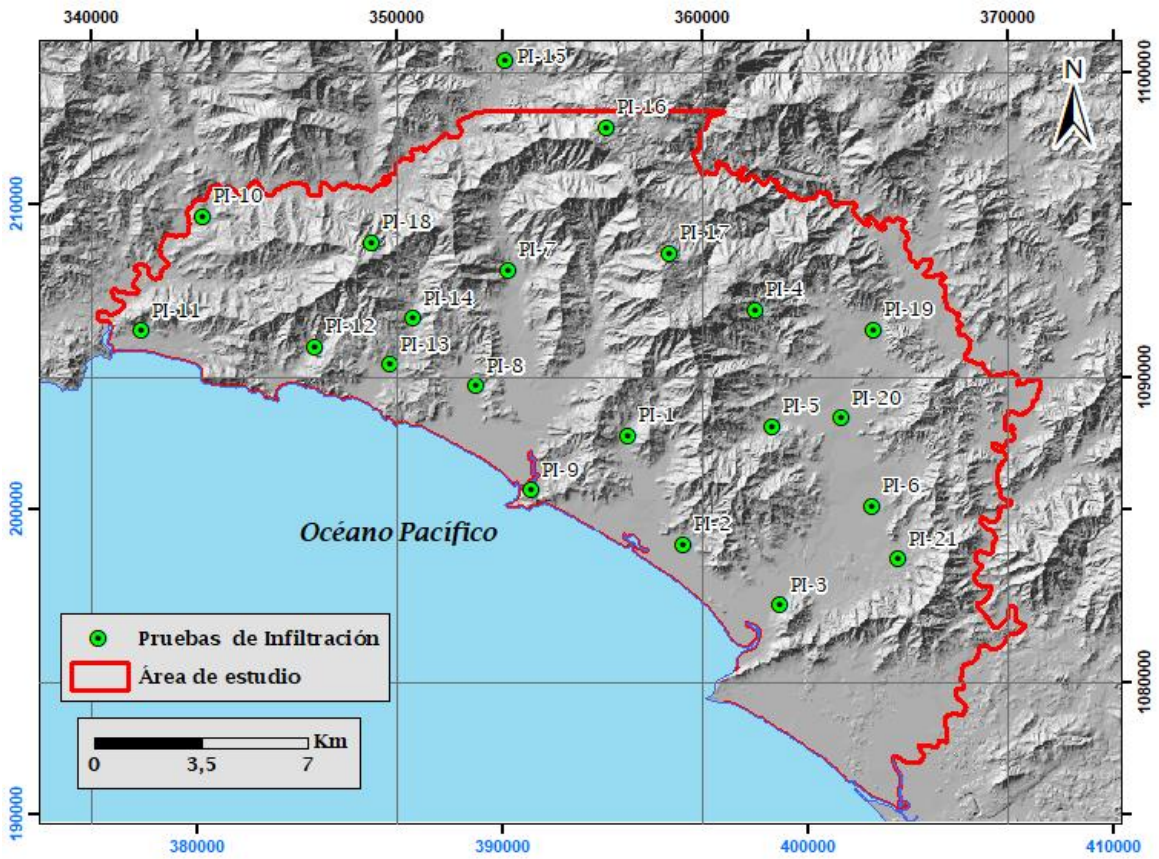 340000 350000 360000 370000
PI-15
1100000
N
PI-16
PI-10
210000
PI-18
PI-7
PI-17
PI-14
PI-4
PI-11
PI-12
PI-19
PI-13
1090000
PI-8
PI-20
PI-5
PI-1
PI-9
PI-6
200000
Océano Pacífico
PI-2
PI-21
PI-3
Pruebas de Infiltración
Área de estudio
1080000
Km
0 3,5 7
190000
380000 390000 400000 410000